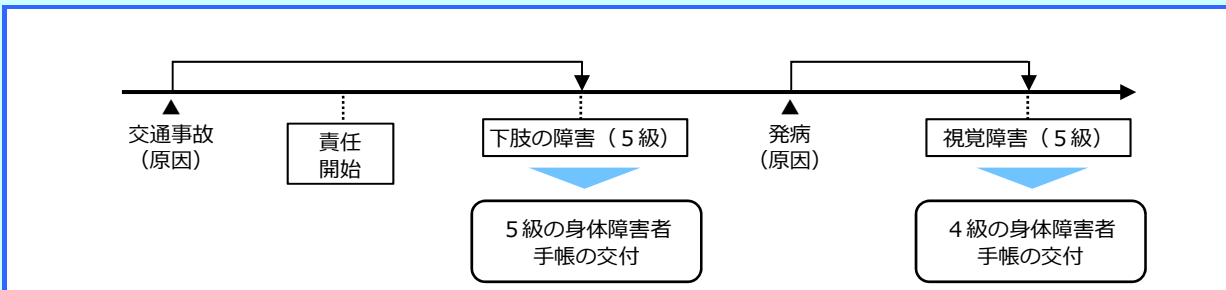 交通事故
（原因）
責任
開始
下肢の障害（５級）
発病
（原因）
視覚障害（５級）
５級の身体障害者
手帳の交付
４級の身体障害者
手帳の交付